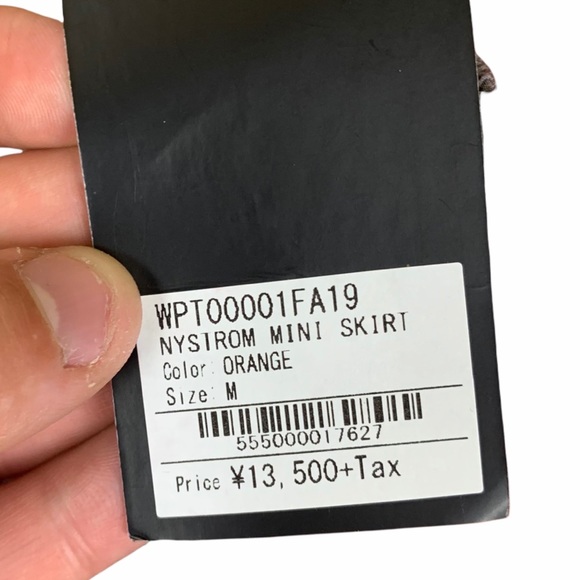 WPT00001FA19
NYSTROM MINI SKIRT
Color: ORANGE
Size: M
555000017627
Price ¥13,500+Tax